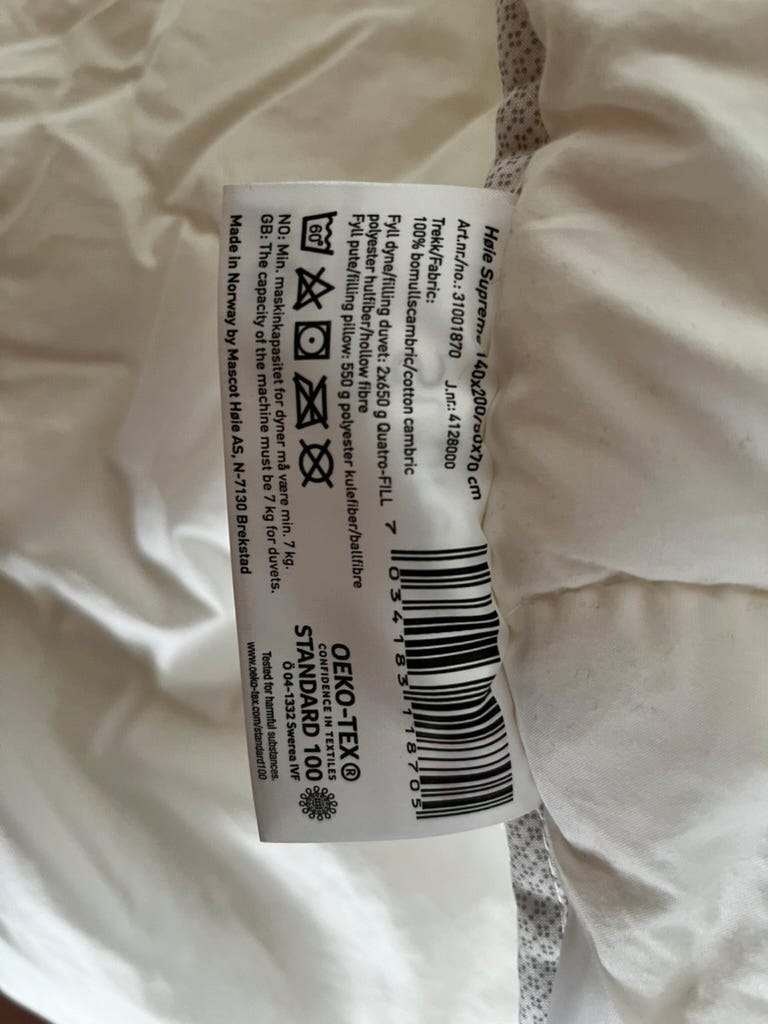 Høie Supreme 140x200/50x70 cm
Art.nr/no.: 31001870 J.nr.: 4128000
Trekk/Fabric:
100% bomullscambric/cotton cambric
Fyll dyne/filling duvet: 2x650 g Quatro-FILL
polyester hulfiber/hollow fibre
Fyll pute/filling pillow: 550 g polyester kulefiber/ballfibre
60°
NO: Min. maskinkapasitet for dyner må være min. 7 kg.
GB: The capacity of the machine must be 7 kg for duvets.
Made in Norway by Mascot Høie AS, N-7130 Brekstad
7 034183 118705
OEKO-TEX®
CONFIDENCE IN TEXTILES
STANDARD 100
Ö 04-1332 Swerea IVF
Tested for harmful substances.
www.oeko-tex.com/standard100